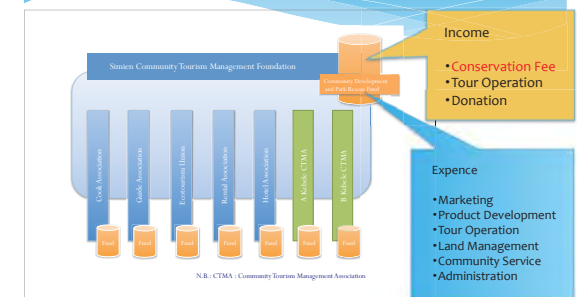 Simien Community Tourism Management Foundation
Community Development
and Park Rescue Fund
Cook Association
Guide Association
Ecotourism Union
Rental Association
Hotel Association
A Kebele CTMA
B Kebele CTMA
Fund
Fund
Fund
Fund
Fund
Fund
Fund
N.B.: CTMA : Community Tourism Management Association
Income
•Conservation Fee
•Tour Operation
•Donation
Expence
•Marketing
•Product Development
•Tour Operation
•Land Management
•Community Service
•Administration